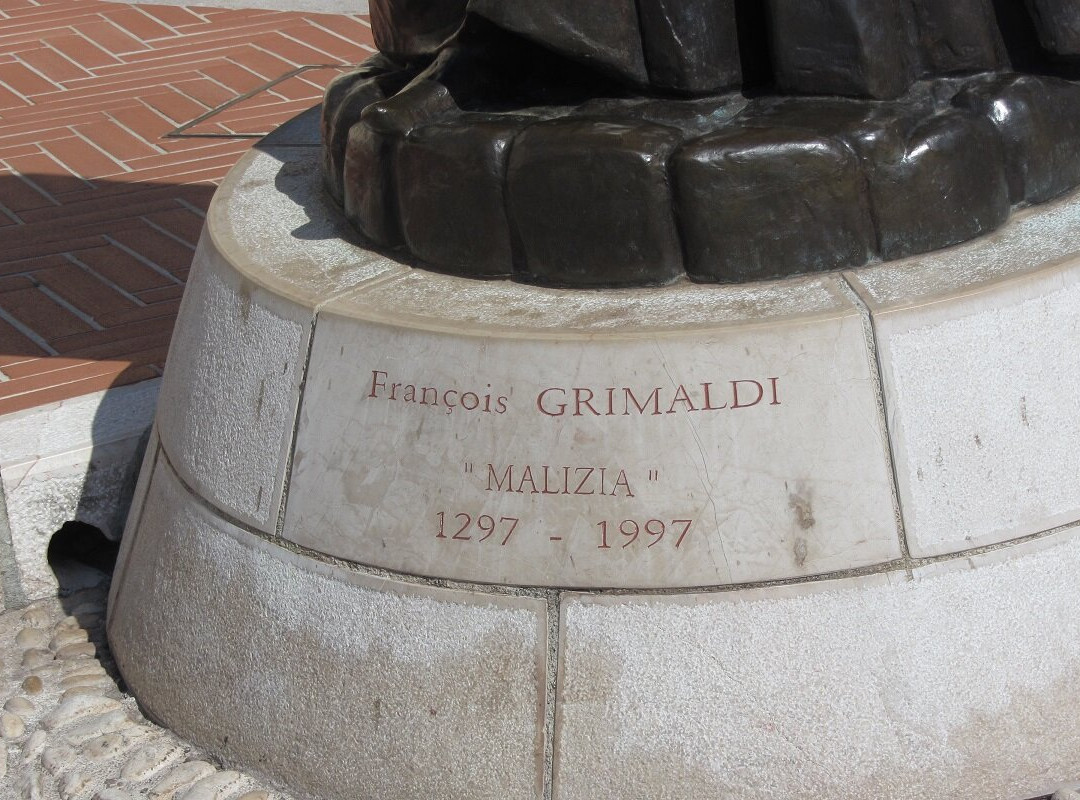 François GRIMALDI
" MALIZIA "
1297 - 1997